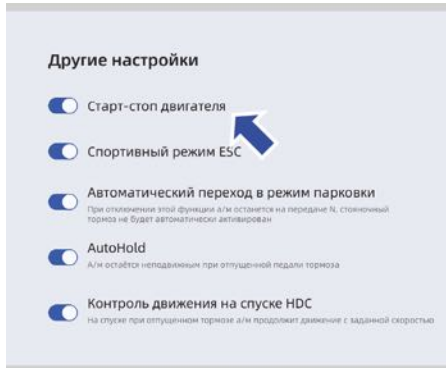 Другие настройки
Старт-стоп двигателя
Спортивный режим ESC
Автоматический переход в режим парковки
При отключении этой функции а/м останется на передаче N, стояночный
тормоз не будет автоматически активирован
AutoHold
А/м остаётся неподвижным при отпущенной педали тормоза
Контроль движения на спуске HDC
На спуске при отпущенном тормозе а/м продолжит движение с заданной скоростью